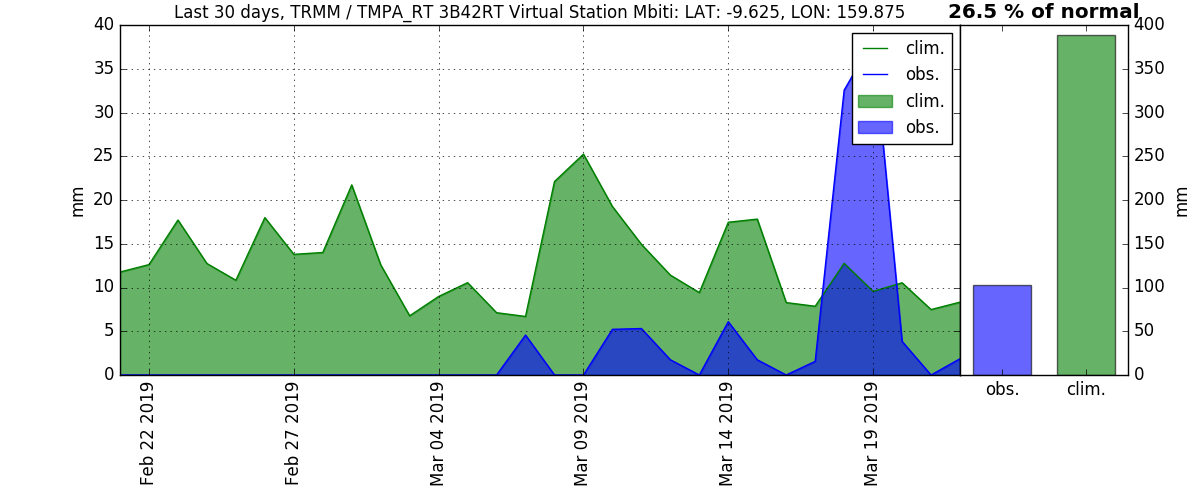 Last 30 days, TRMM / TMPA_RT 3B42RT Virtual Station Mbiti: LAT: -9.625, LON: 159.875
26.5 % of normal
40
35
30
25
20
15
10
5
0
mm
clim.
obs.
clim.
obs.
Feb 22 2019
Feb 27 2019
Mar 04 2019
Mar 09 2019
Mar 14 2019
Mar 19 2019
400
350
300
250
200
150
100
50
0
mm
obs.
clim.